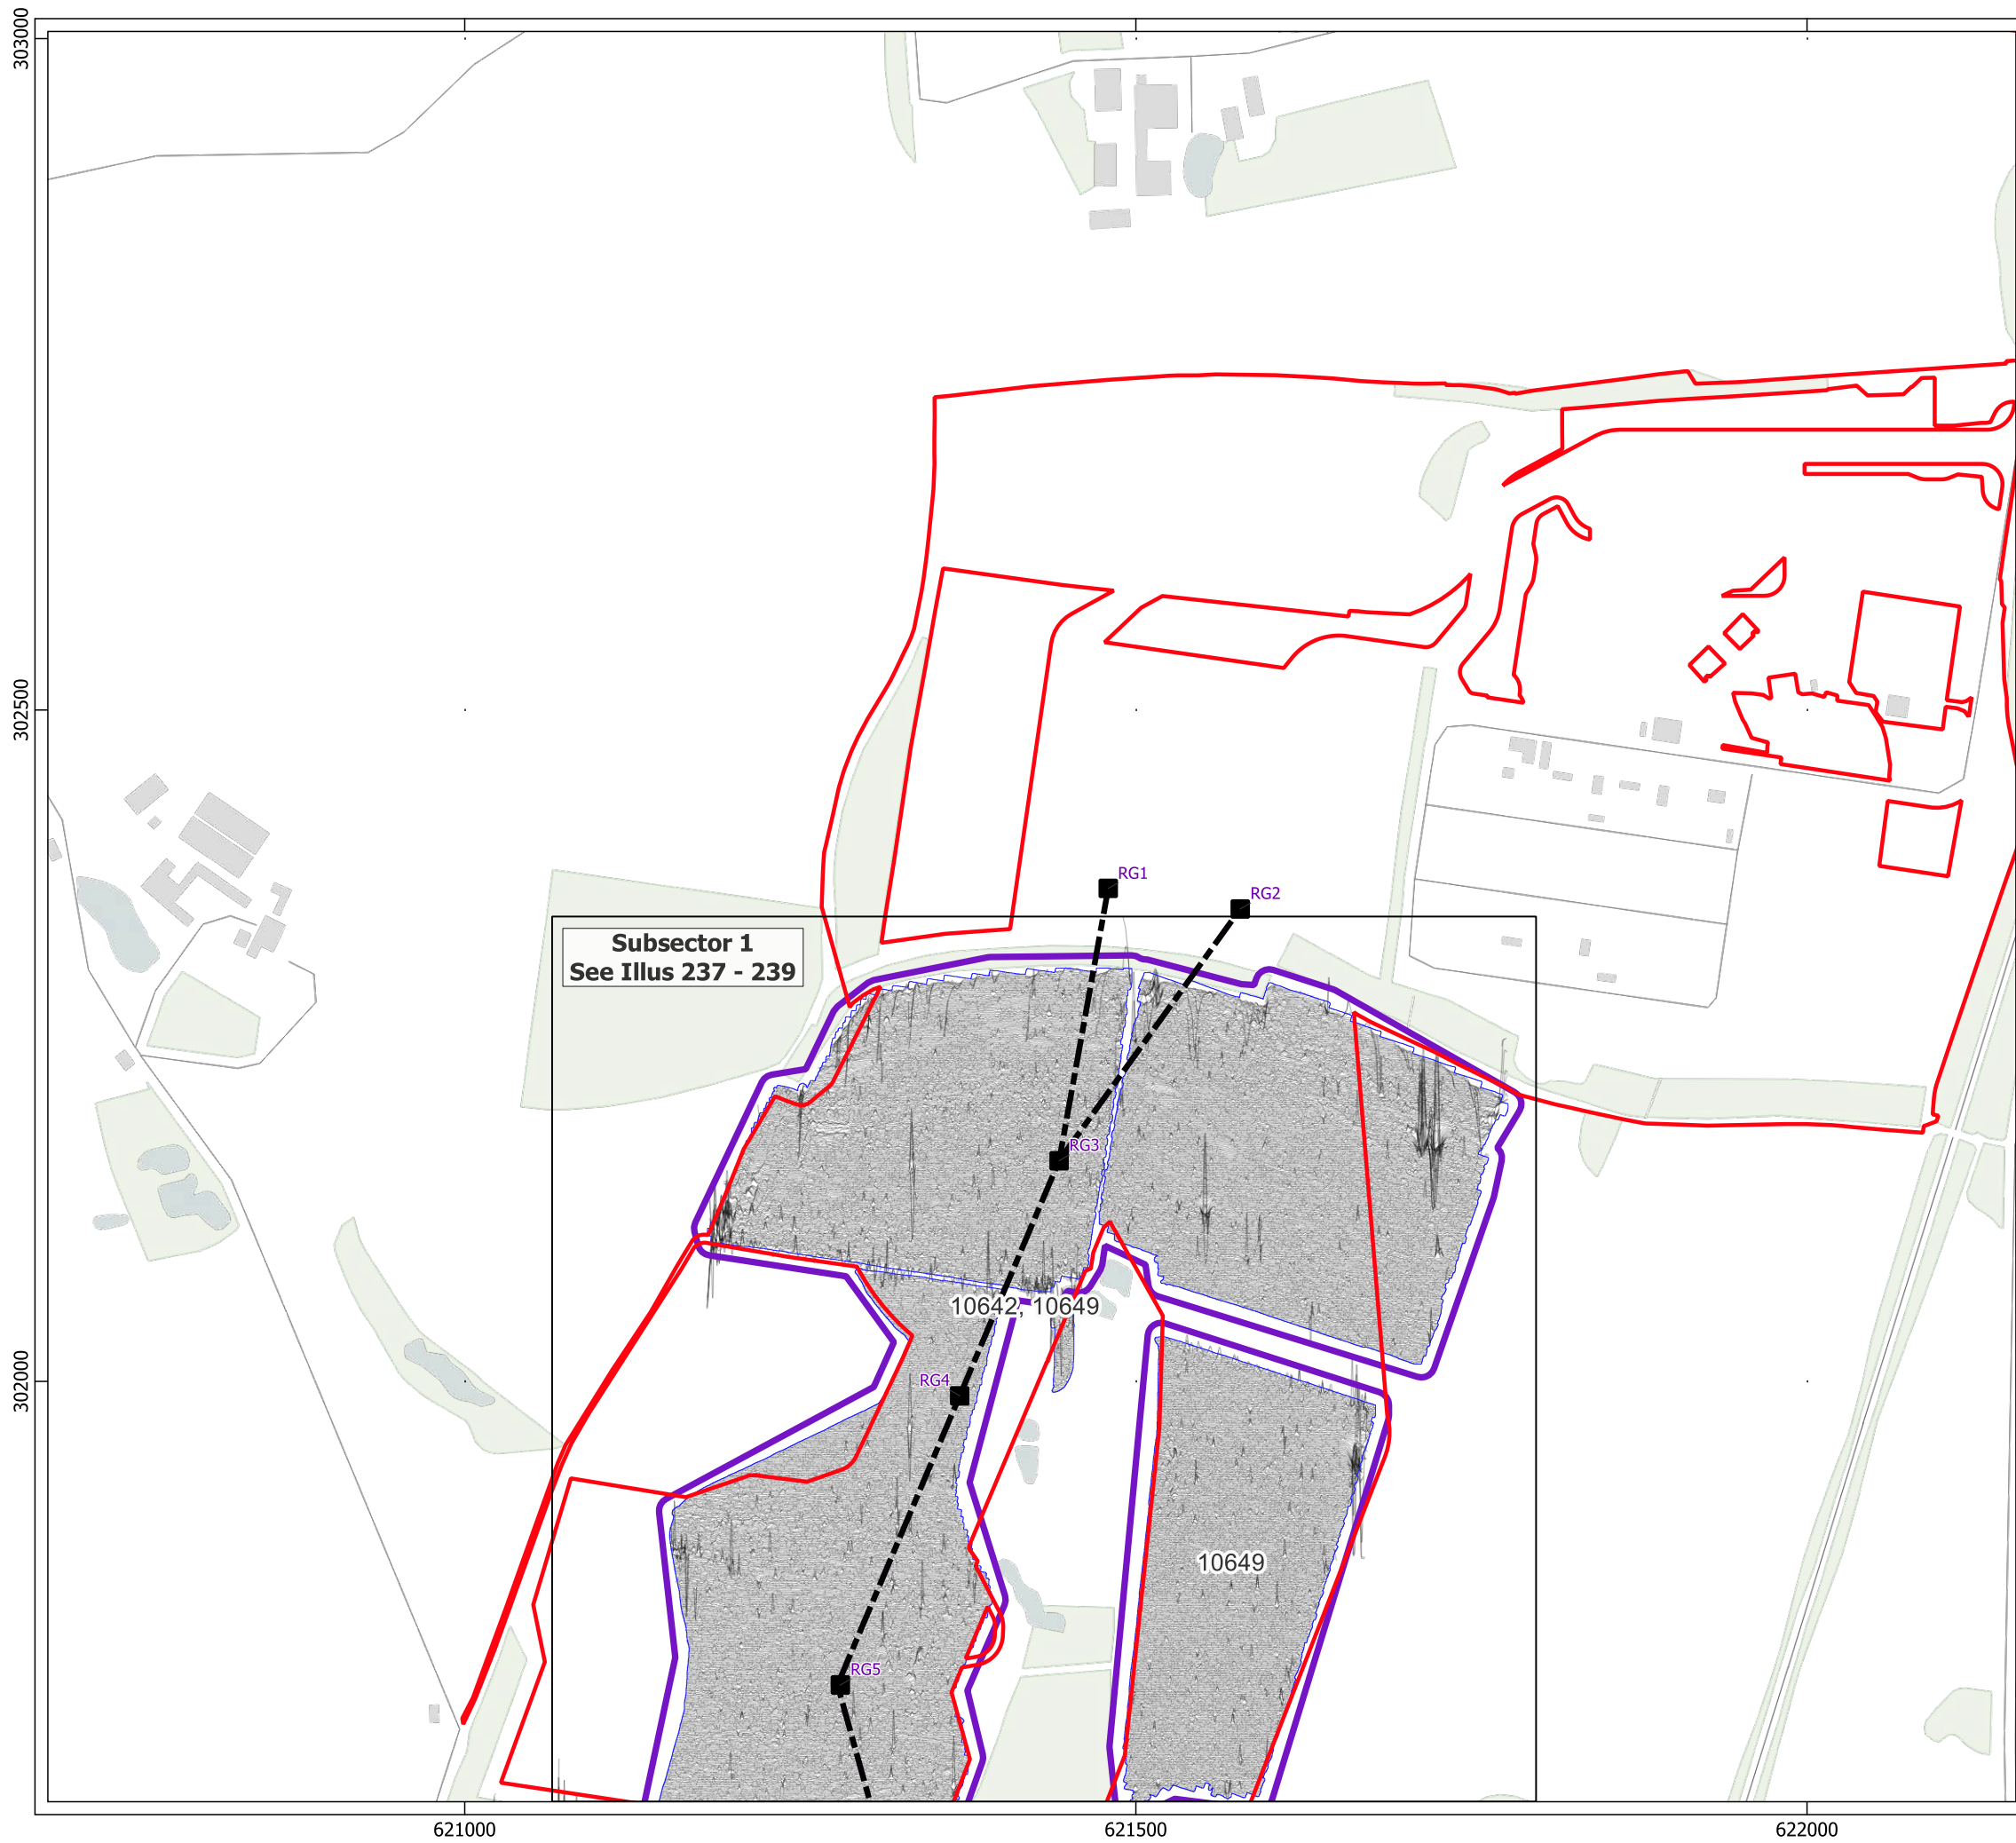 303000
302500
RG1
RG2
Subsector 1
See Illus 237 - 239
RG3
10642, 10649
302000
RG4
10649
RG5
621000
621500
622000